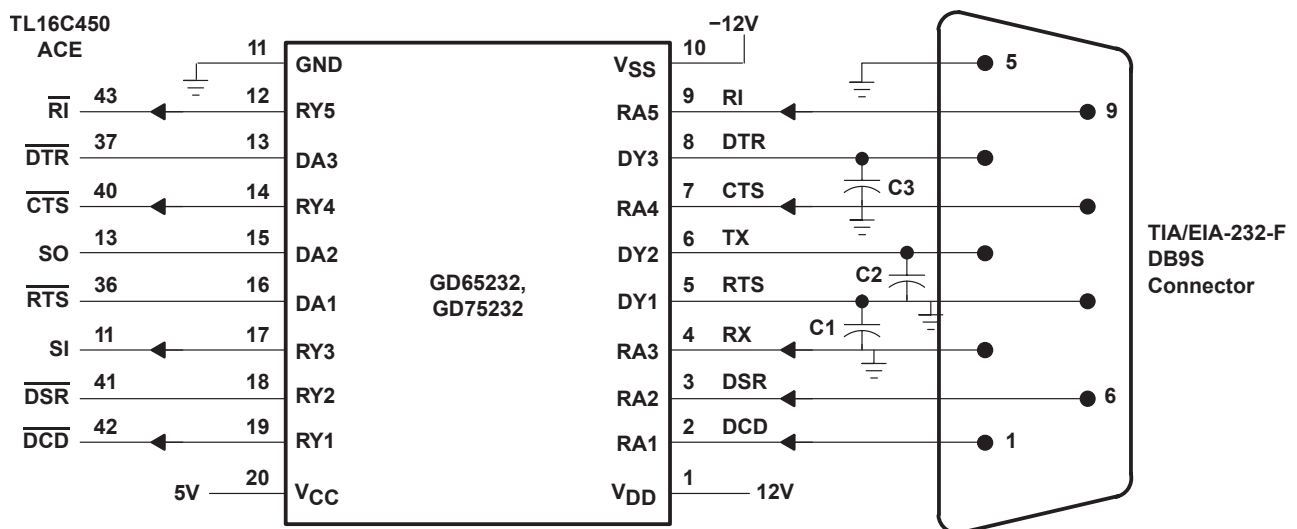 TL16C450
ACE
11 GND VSS 10 −12V 5
RI 43 12 RY5 RA5 9 RI 9
DTR 37 13 DA3 DY3 8 DTR
C3
CTS 40 14 RY4 RA4 7 CTS
SO 13 15 DA2 DY2 6 TX
C2
RTS 36 16 DA1 DY1 5 RTS
C1
SI 11 17 RY3 RA3 4 RX
DSR 41 18 RY2 RA2 3 DSR 6
DCD 42 19 RY1 RA1 2 DCD 1
5V 20 VCC VDD 1 12V
GD65232,
GD75232
TIA/EIA-232-F
DB9S
Connector